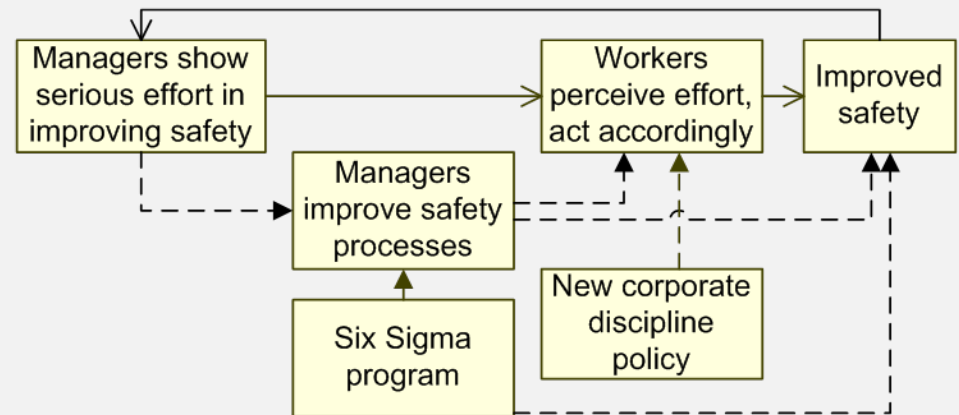 Managers show
serious effort in
improving safety
Workers
perceive effort,
act accordingly
Improved
safety
Managers
improve safety
processes
New corporate
discipline
policy
Six Sigma
program